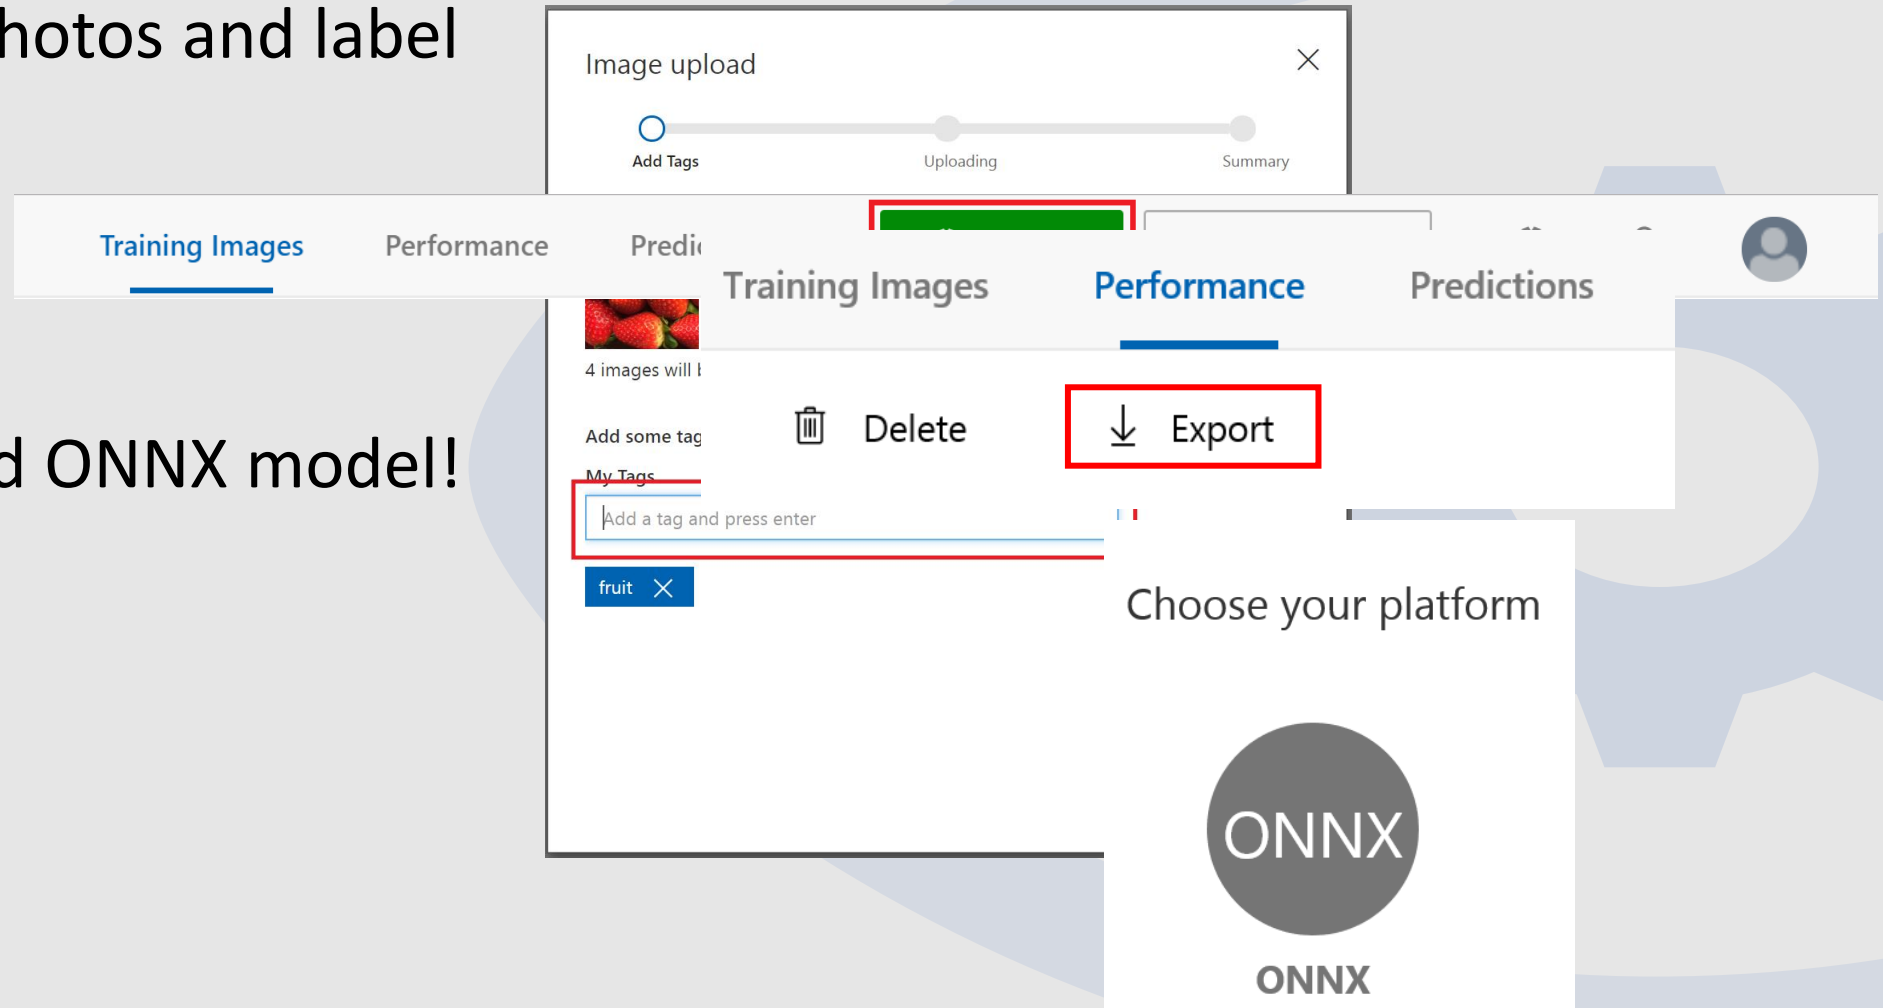 hotos and label
d ONNX model!
Image upload
Add Tags
Uploading
Summary
Training Images
Performance
Training Images
Performance
Predictions
4 images will
Delete
Export
Add some tag
My Tags
Add a tag and press enter
fruit
Choose your platform
ONNX
ONNX